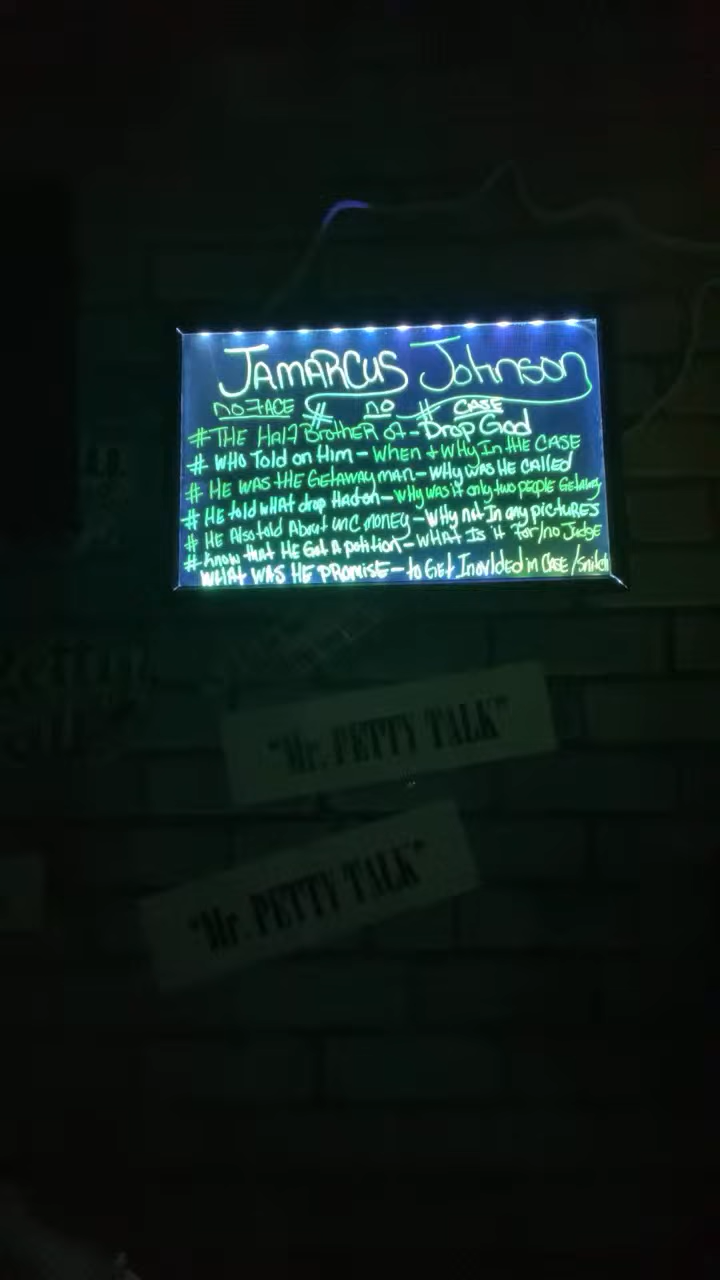 JAMARCUS Johnson
NO FACE # NO # CASE
# THE Half Brother of - Drop God
# WHO Told on Him - When + WHY In tHE CASE
# HE WAS tHE GEtAWAY man - WHY WAS HE CAllED
# HE told WHAT drop Had on - WHY WAS it only two PEOPLE GetAway
# HE Also told About unc MONEY - WHY not In any pictures
# Know that HE Got A potition - WHAT Is it For/no Judge
WHAT WAS HE PROMISE - to Get Inovlded in CASE/Snitch
"Mr. PETTY TALK"
"Mr. PETTY TALK"